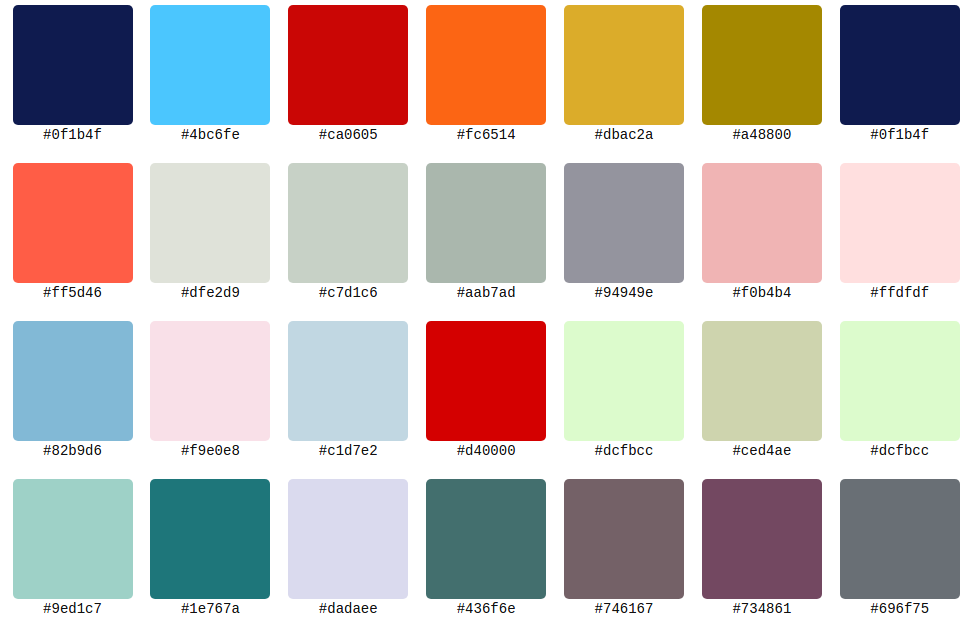 #0f1b4f #4bc6fe #ca0605 #fc6514 #dbac2a #a48800 #0f1b4f
#ff5d46 #dfe2d9 #c7d1c6 #aab7ad #94949e #f0b4b4 #ffdfdf
#82b9d6 #f9e0e8 #c1d7e2 #d40000 #dcfbcc #ced4ae #dcfbcc
#9ed1c7 #1e767a #dadaee #436f6e #746167 #734861 #696f75